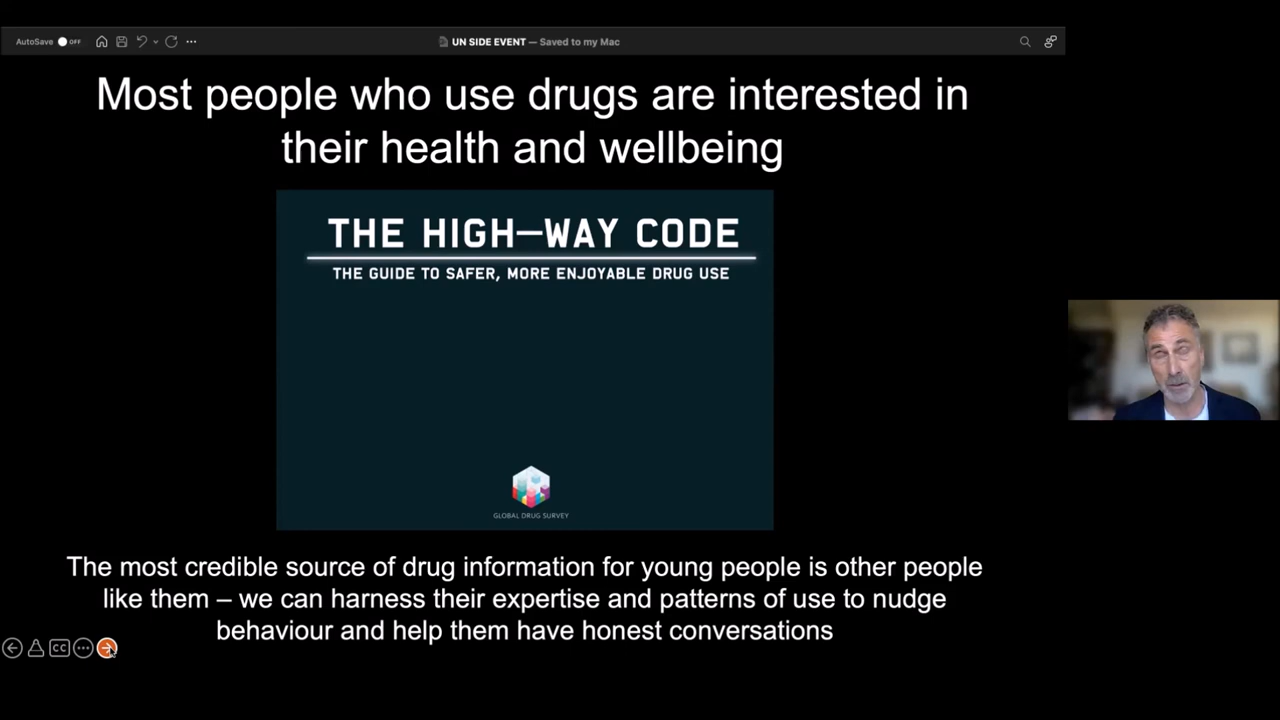 AutoSave OFF UN SIDE EVENT — Saved to my Mac
Most people who use drugs are interested in
their health and wellbeing
THE HIGH–WAY CODE
THE GUIDE TO SAFER, MORE ENJOYABLE DRUG USE
GLOBAL DRUG SURVEY
The most credible source of drug information for young people is other people
like them – we can harness their expertise and patterns of use to nudge
behaviour and help them have honest conversations
CC